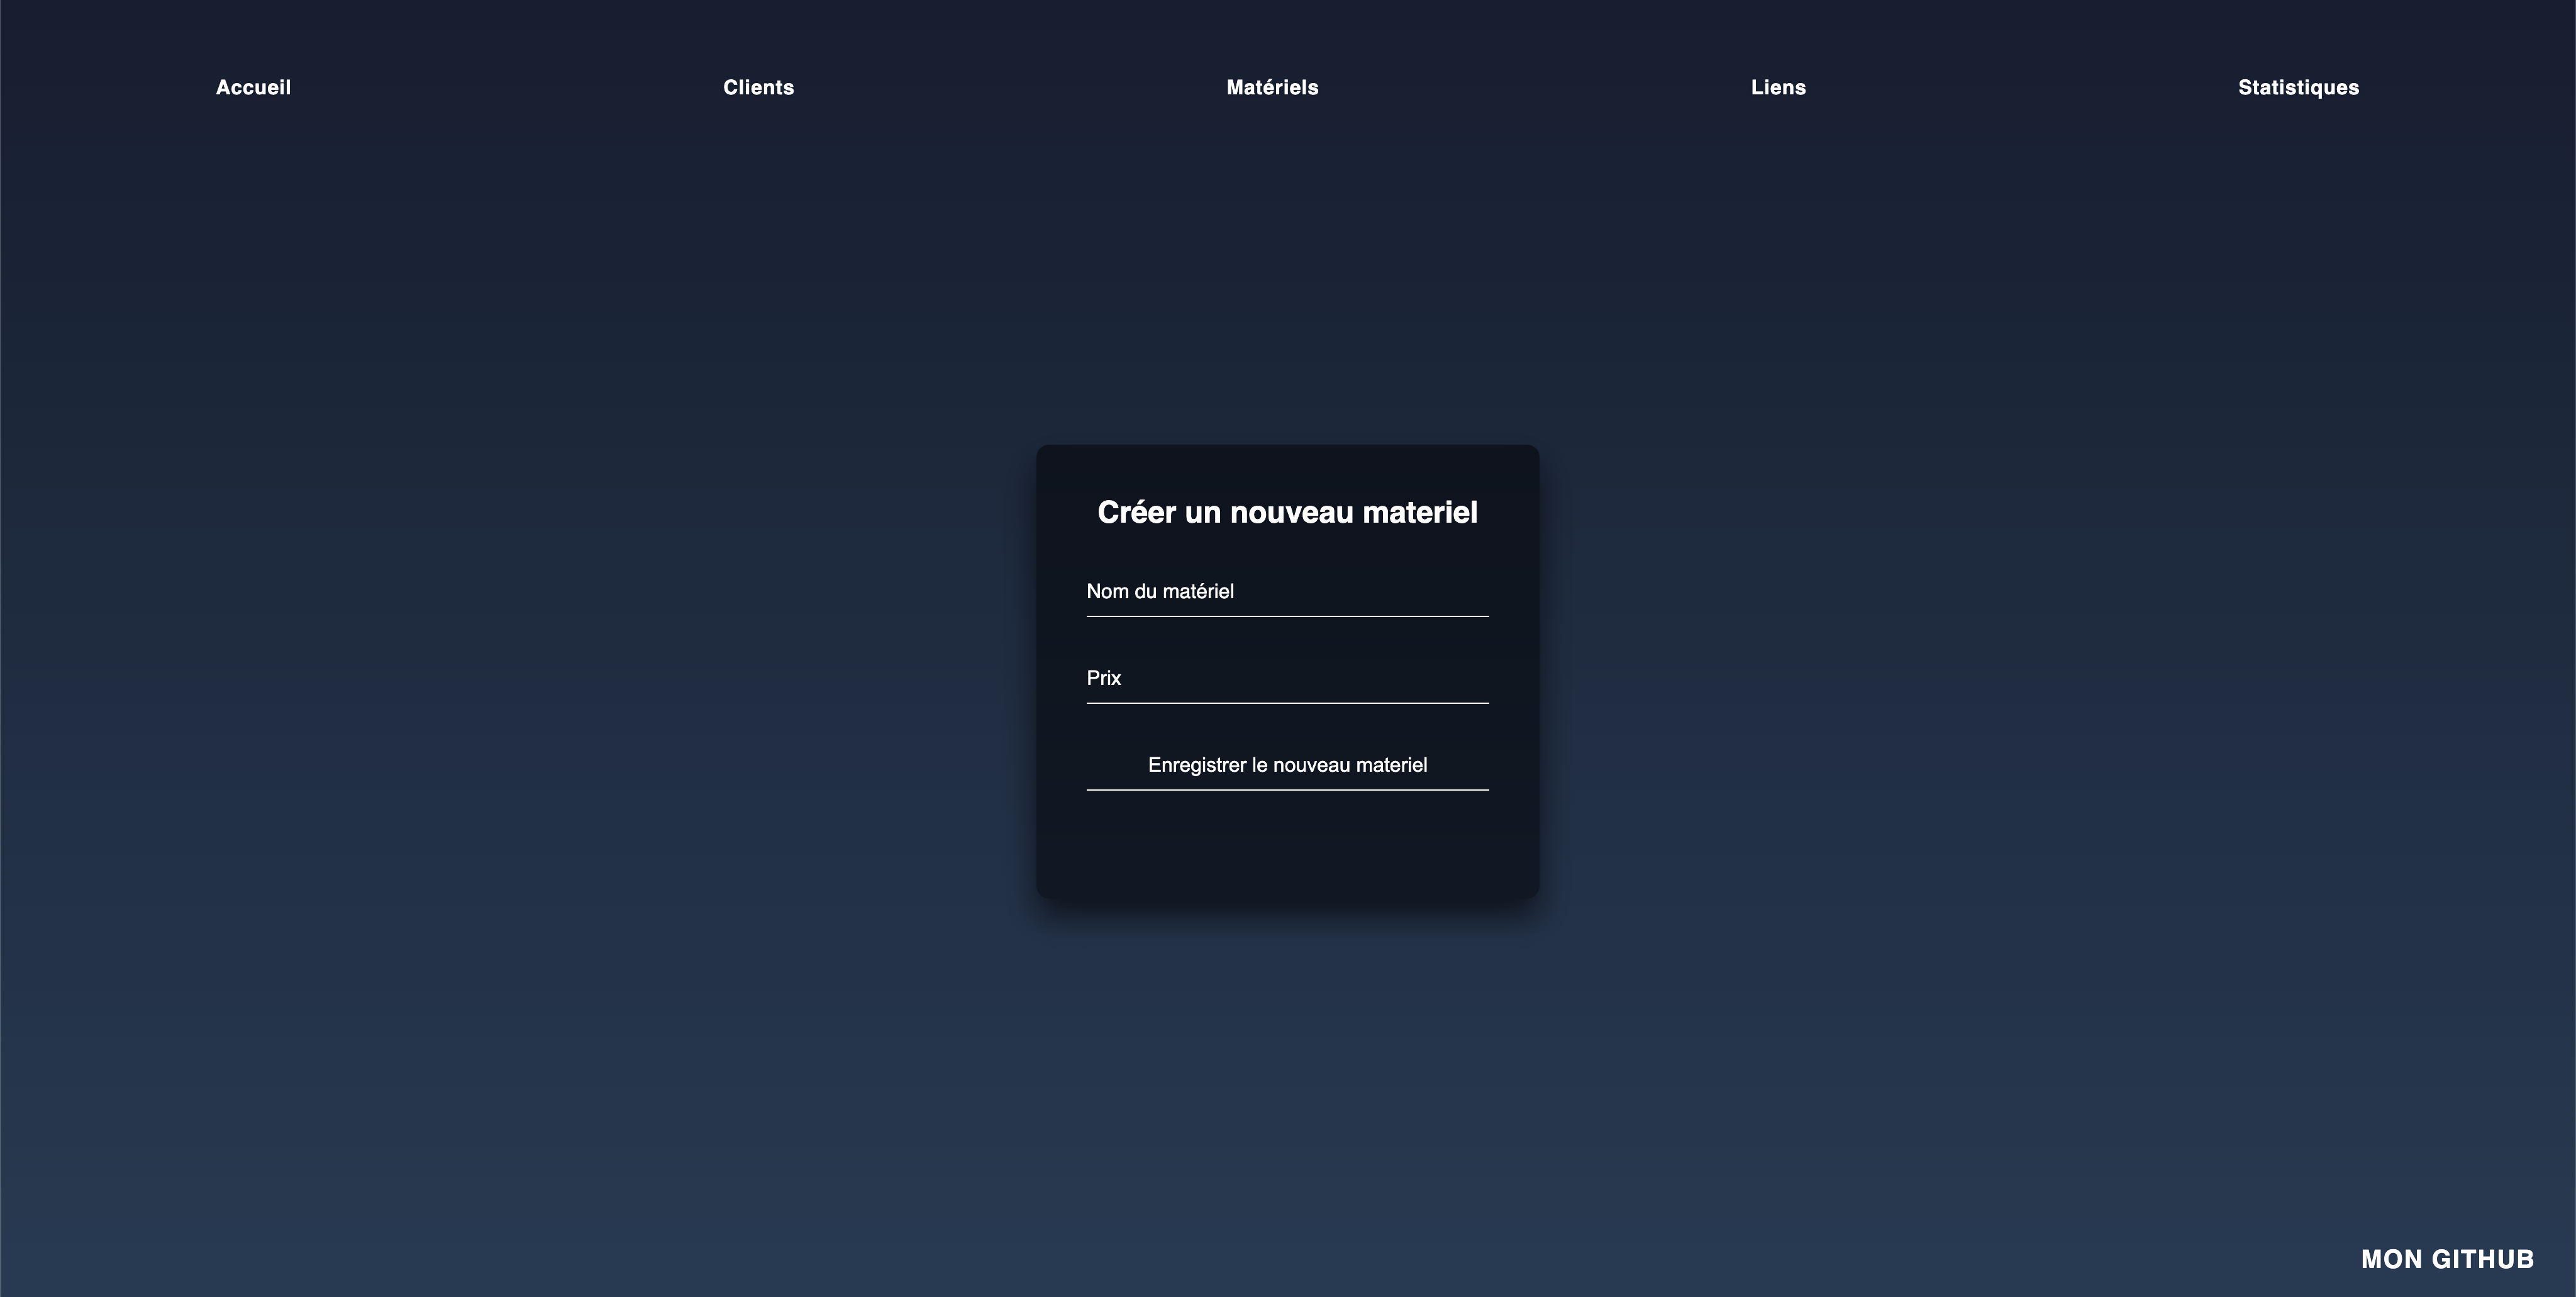 Accueil Clients Matériels Liens Statistiques
Créer un nouveau materiel
Nom du matériel
Prix
Enregistrer le nouveau materiel
MON GITHUB